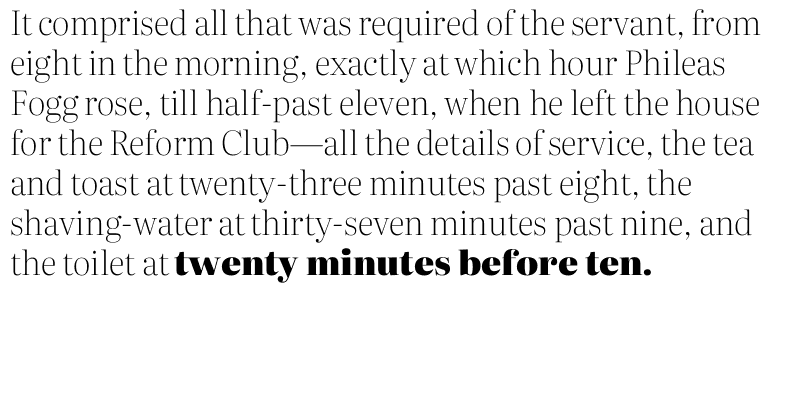 It comprised all that was required of the servant, from
eight in the morning, exactly at which hour Phileas
Fogg rose, till half-past eleven, when he left the house
for the Reform Club—all the details of service, the tea
and toast at twenty-three minutes past eight, the
shaving-water at thirty-seven minutes past nine, and
the toilet at twenty minutes before ten.